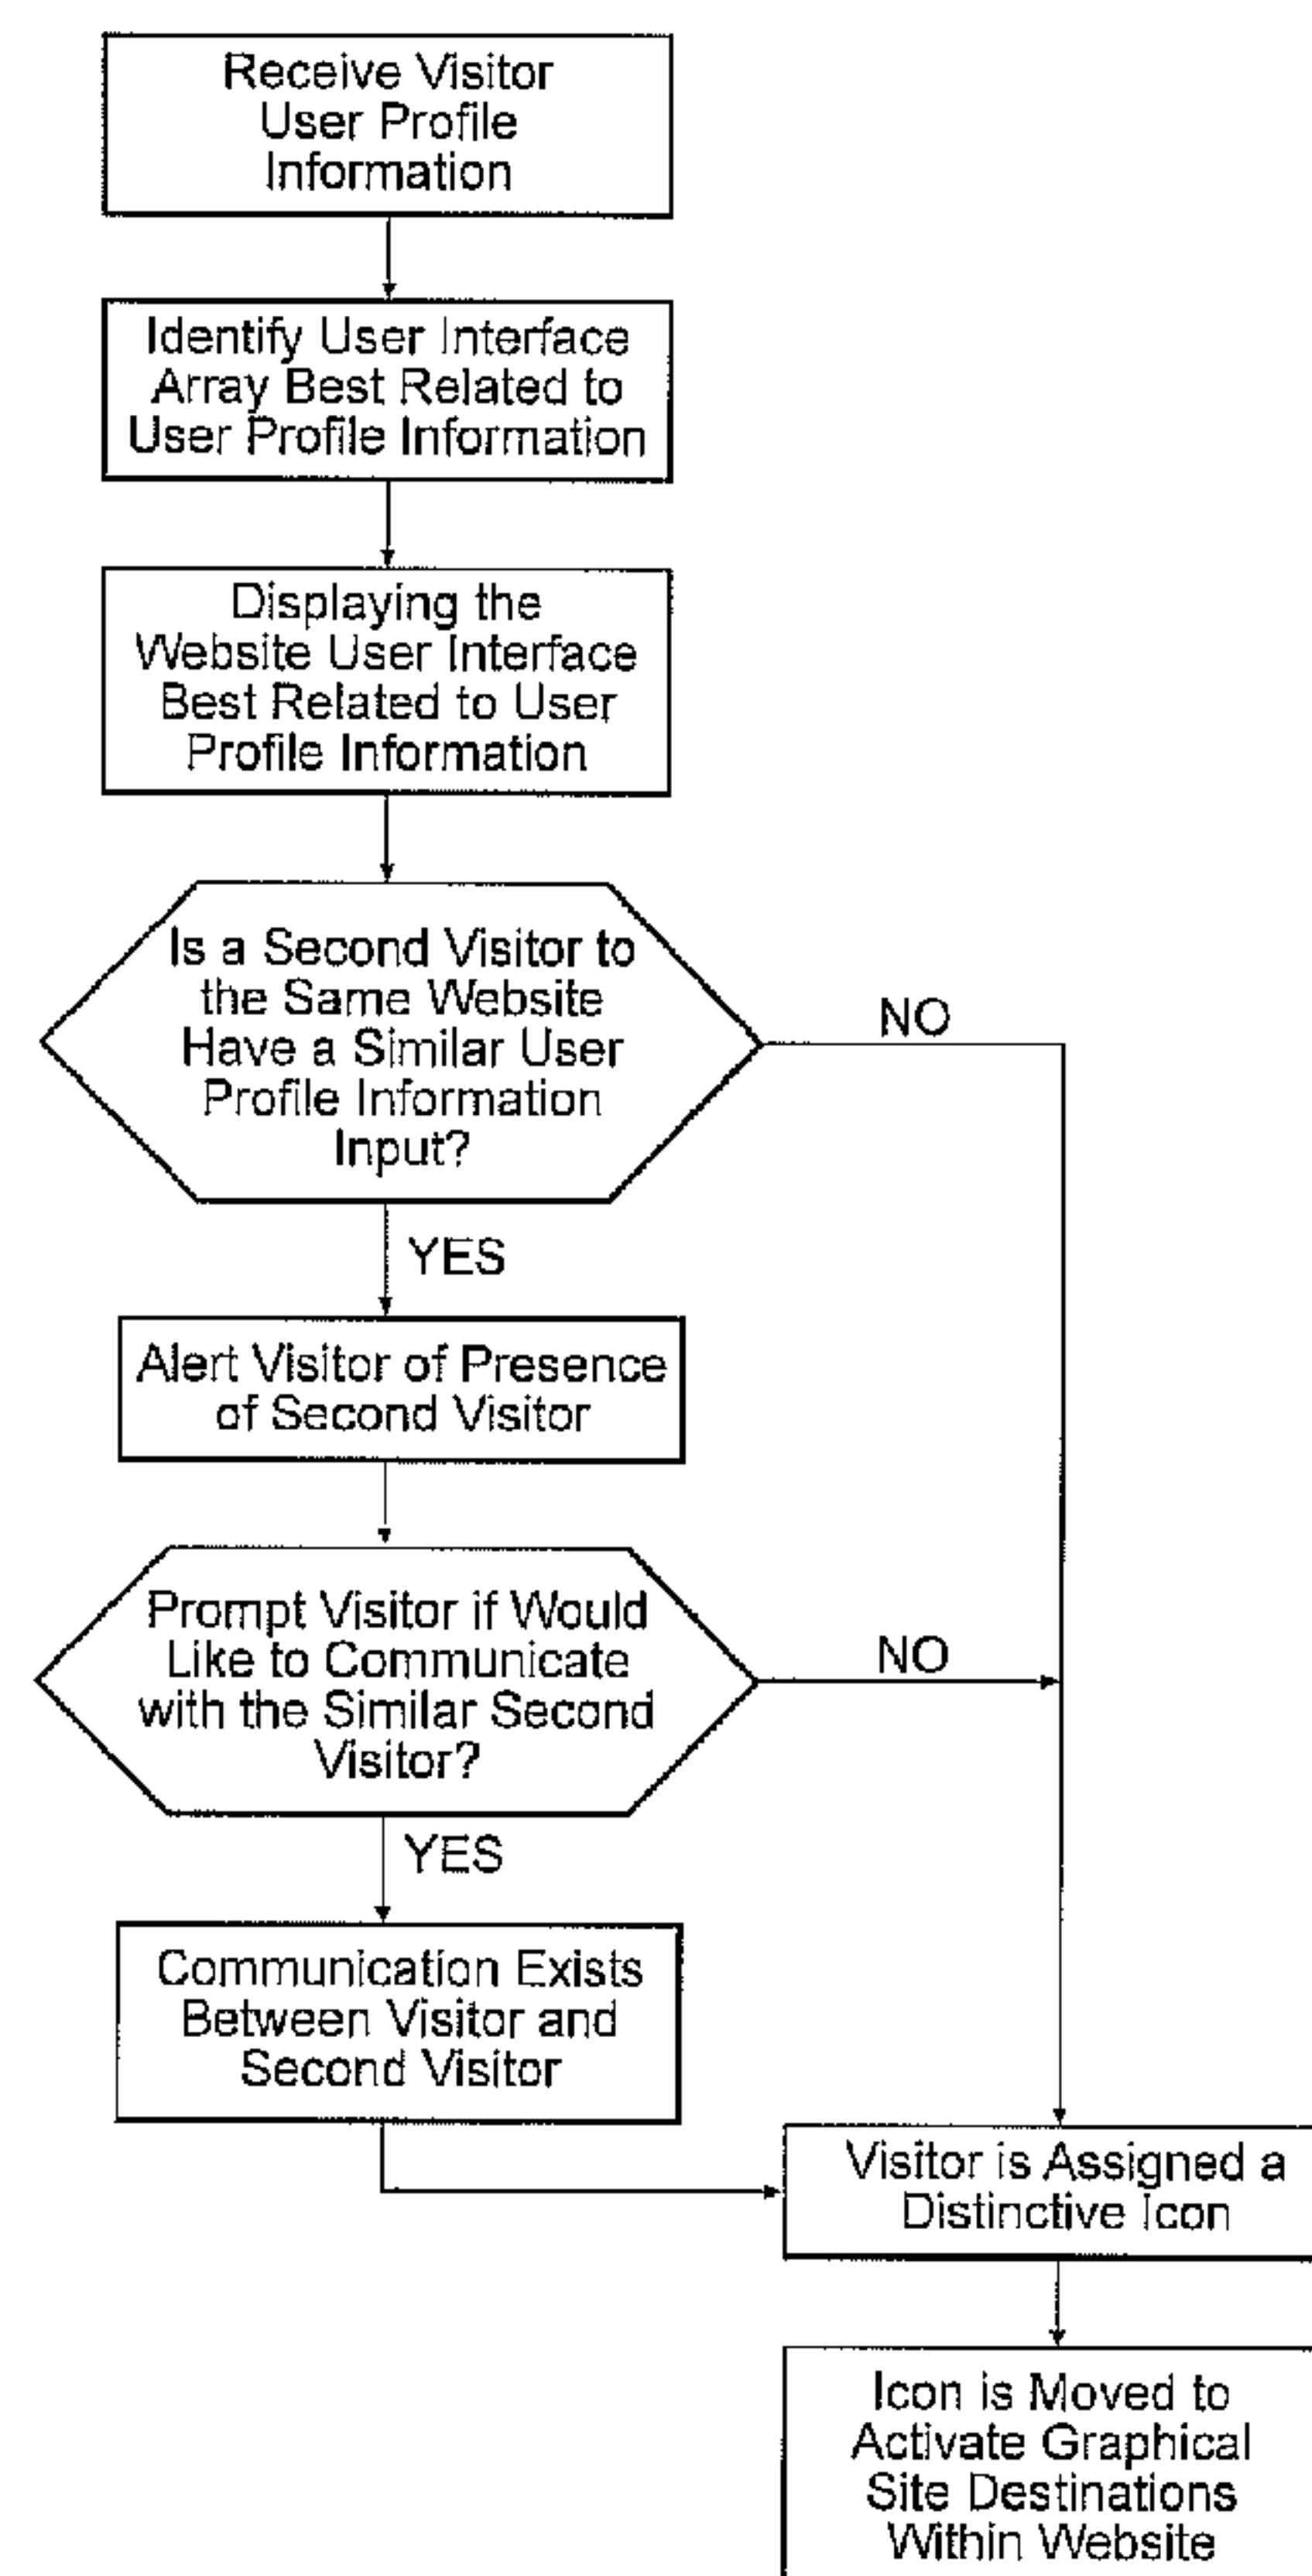 Receive Visitor
User Profile
Information
Identify User Interface
Array Best Related to
User Profile Information
Displaying the
Website User Interface
Best Related to User
Profile Information
Is a Second Visitor to
the Same Website
Have a Similar User
Profile Information
Input?
NO
YES
Alert Visitor of Presence
of Second Visitor
Prompt Visitor if Would
Like to Communicate
with the Similar Second
Visitor?
NO
YES
Communication Exists
Between Visitor and
Second Visitor
Visitor is Assigned a
Distinctive Icon
Icon is Moved to
Activate Graphical
Site Destinations
Within Website